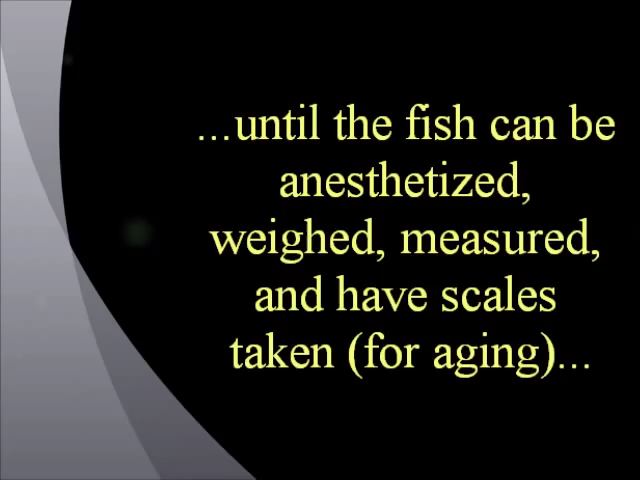 ...until the fish can be
anesthetized,
weighed, measured,
and have scales
taken (for aging)...